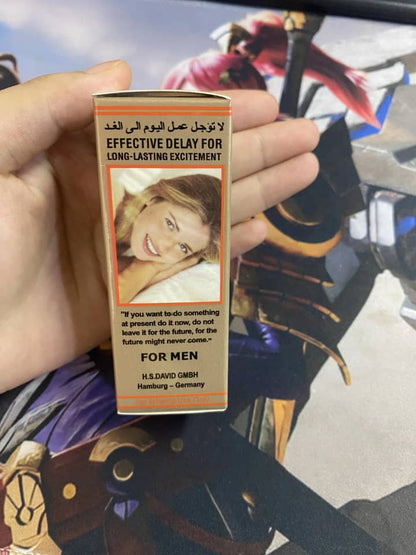 لا تؤجل عمل اليوم الى الغد
EFFECTIVE DELAY FOR
LONG-LASTING EXCITEMENT
"If you want to do something
at present do it now, do not
leave it for the future, for the
future might never come."
FOR MEN
H.S.DAVID GMBH
Hamburg – Germany